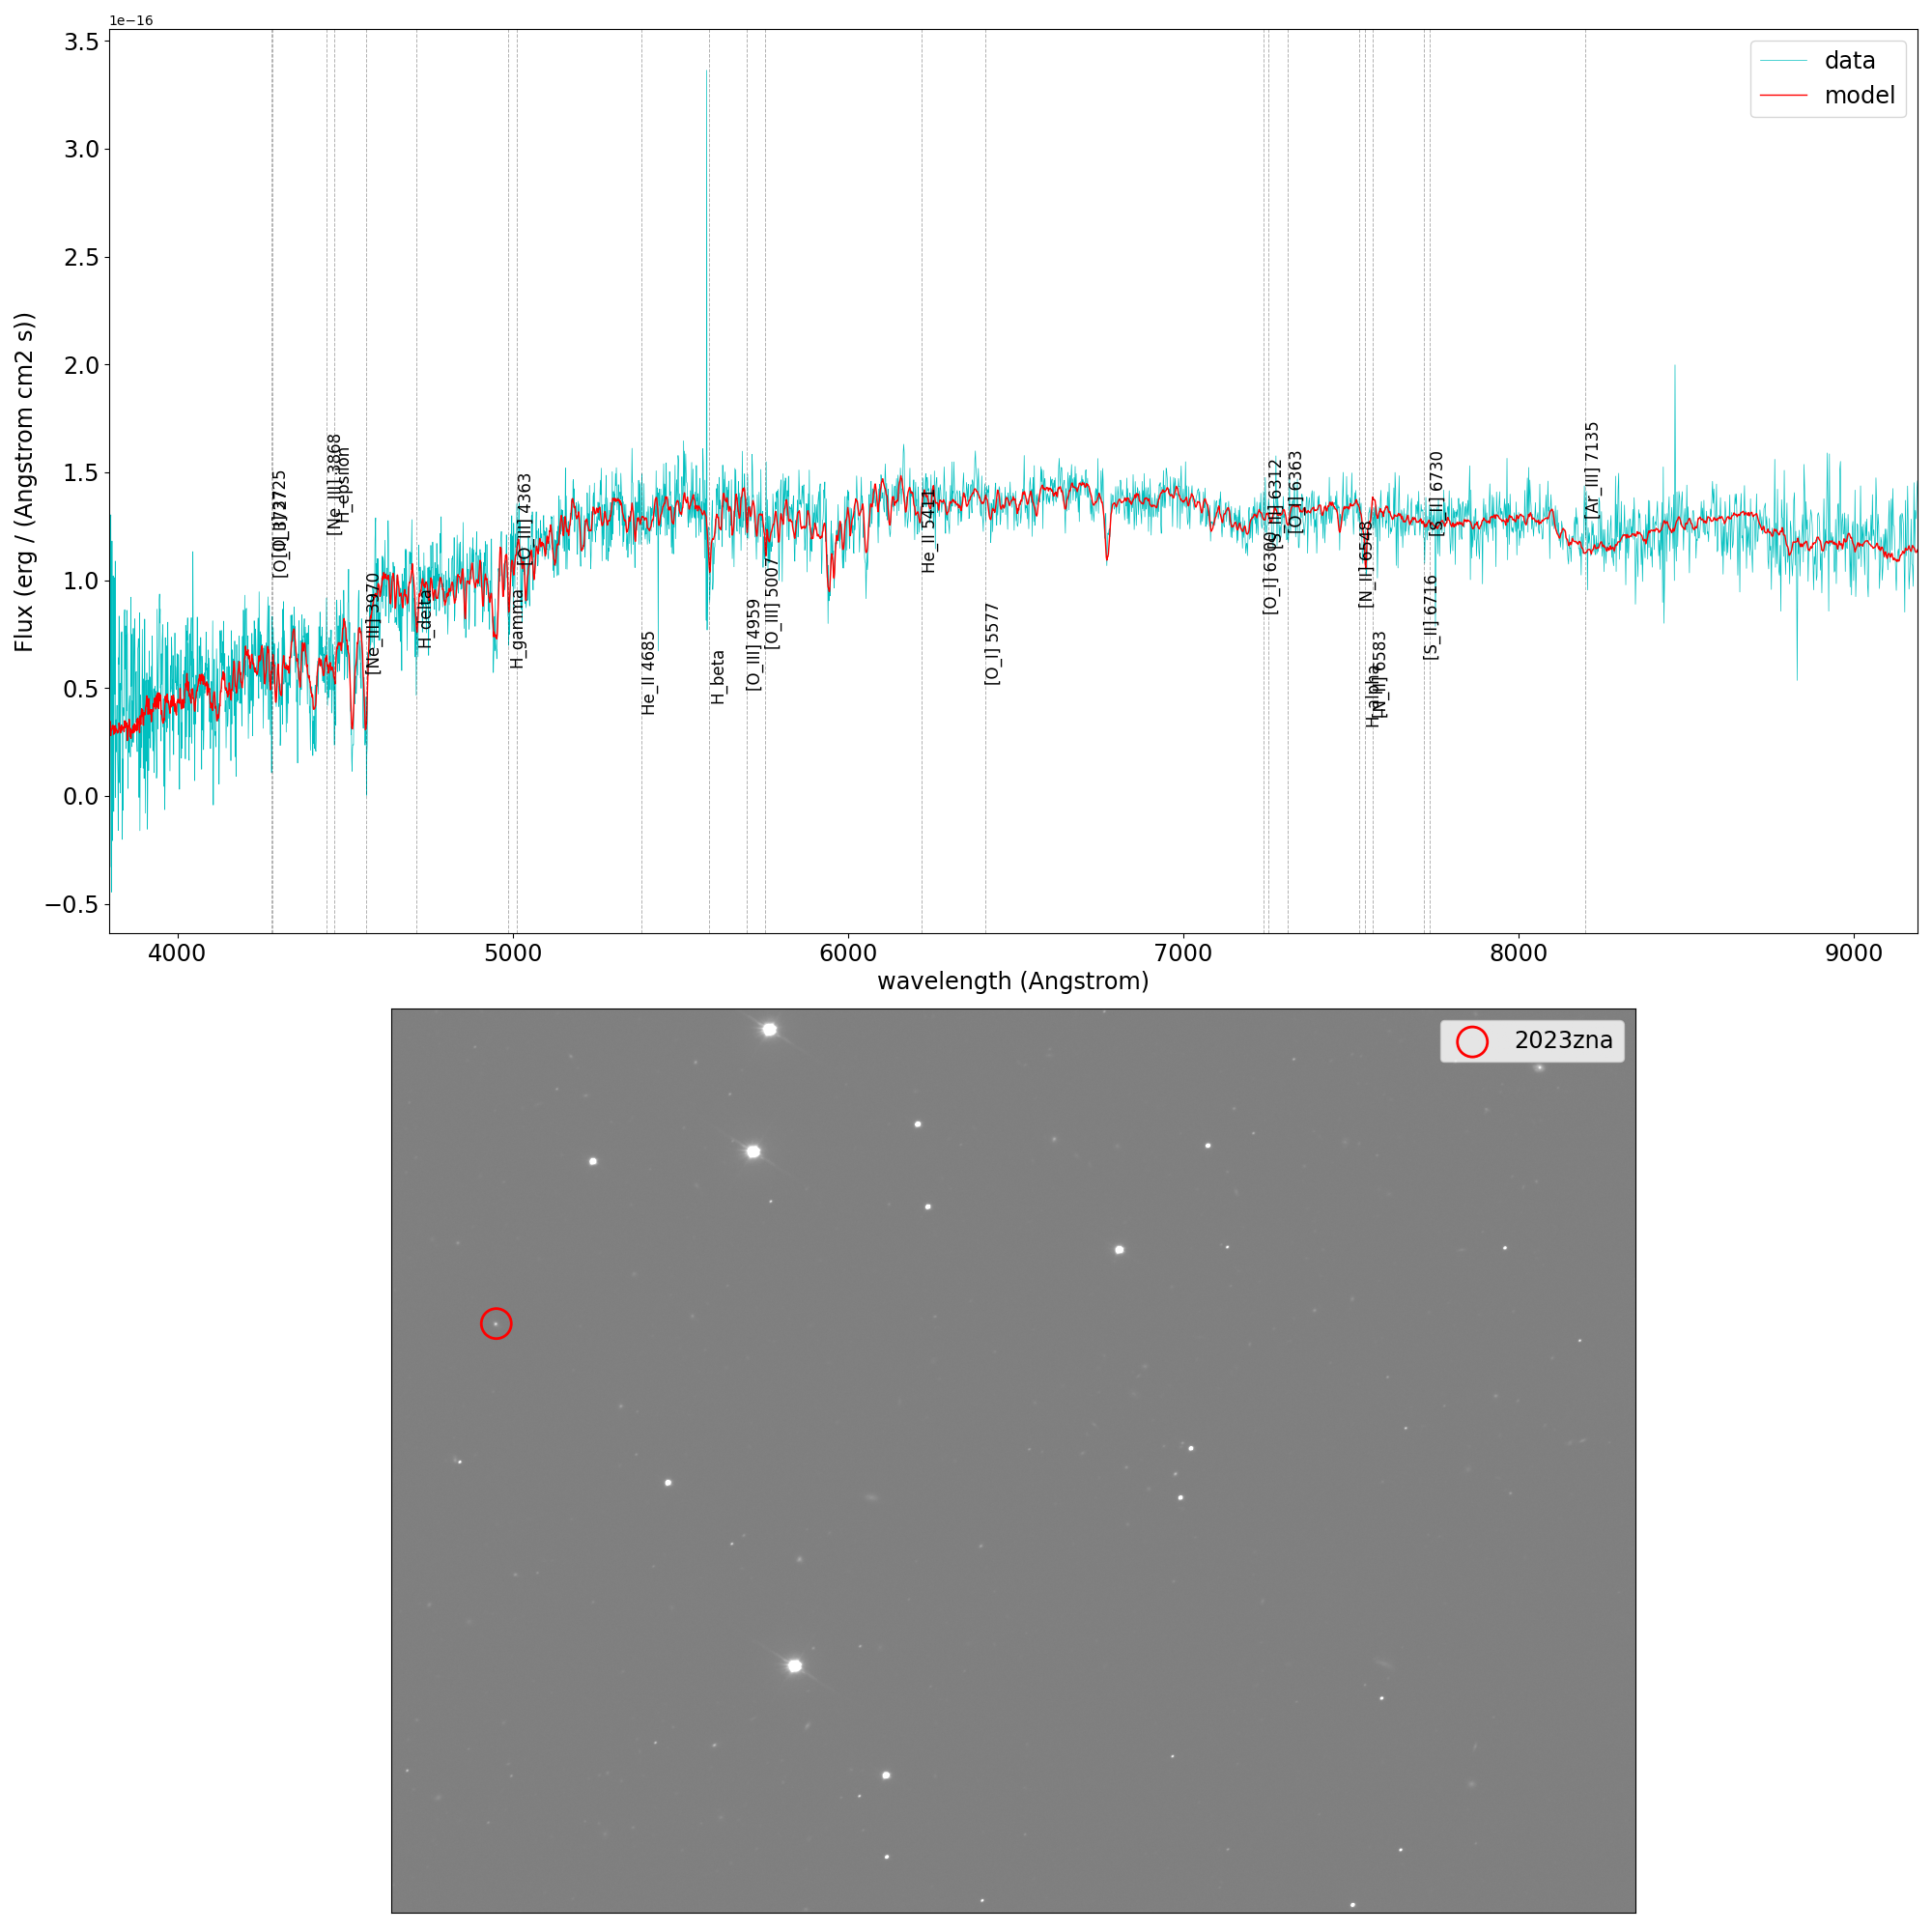 1e−16
3.5
3.0
2.5
2.0
1.5
1.0
0.5
0.0
−0.5
Flux (erg / (Angstrom cm2 s))
data
model
[Ne_III] 3868
H_epsilon
[Ne_III] 3970
H_delta
H_gamma
[O_III] 4363
He_II 4685
H_beta
[O_III] 4959
[O_III] 5007
He_II 5411
[O_I] 5577
[O_I] 6300
[S_III] 6312
[O_I] 6363
[N_II] 6548
H_alpha
[N_II] 6583
[S_II] 6716
[S_II] 6730
[Ar_III] 7135
4000
5000
6000
7000
8000
9000
wavelength (Angstrom)
2023zna